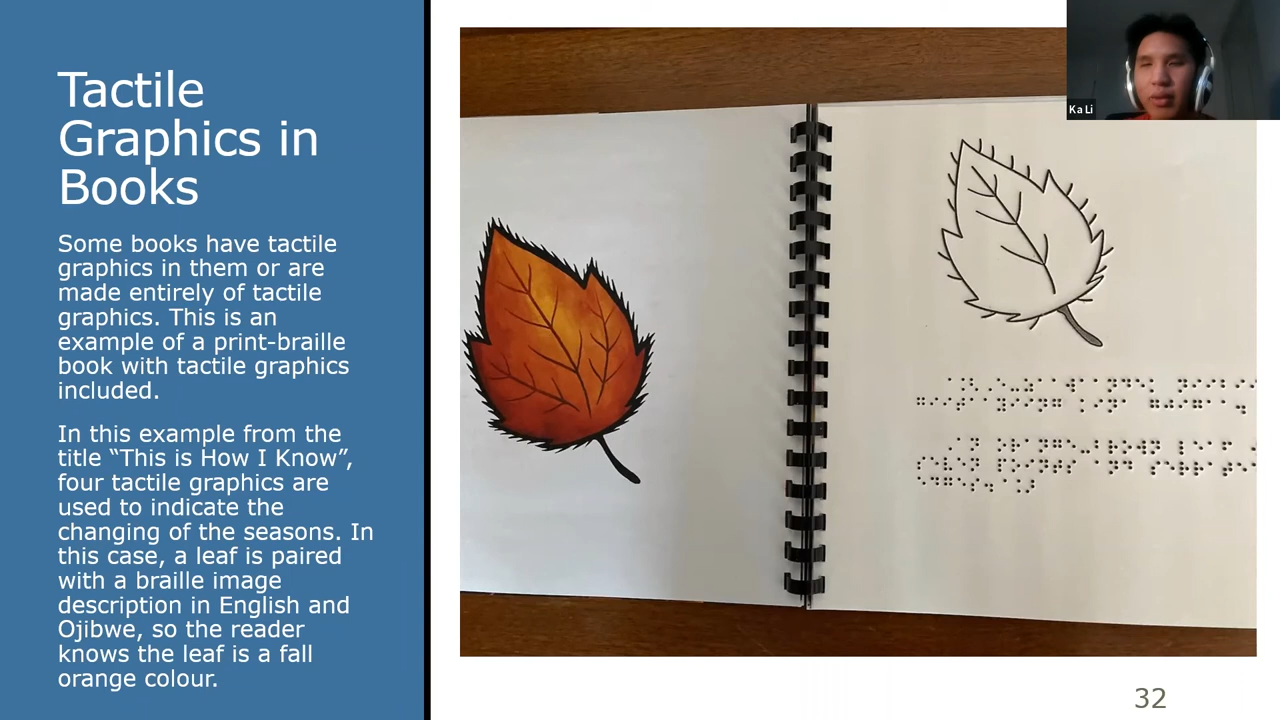 Tactile
Graphics in
Books
Some books have tactile
graphics in them or are
made entirely of tactile
graphics. This is an
example of a print-braille
book with tactile graphics
included.
In this example from the
title “This is How I Know”,
four tactile graphics are
used to indicate the
changing of the seasons. In
this case, a leaf is paired
with a braille image
description in English and
Ojibwe, so the reader
knows the leaf is a fall
orange colour.
Ka Li
32